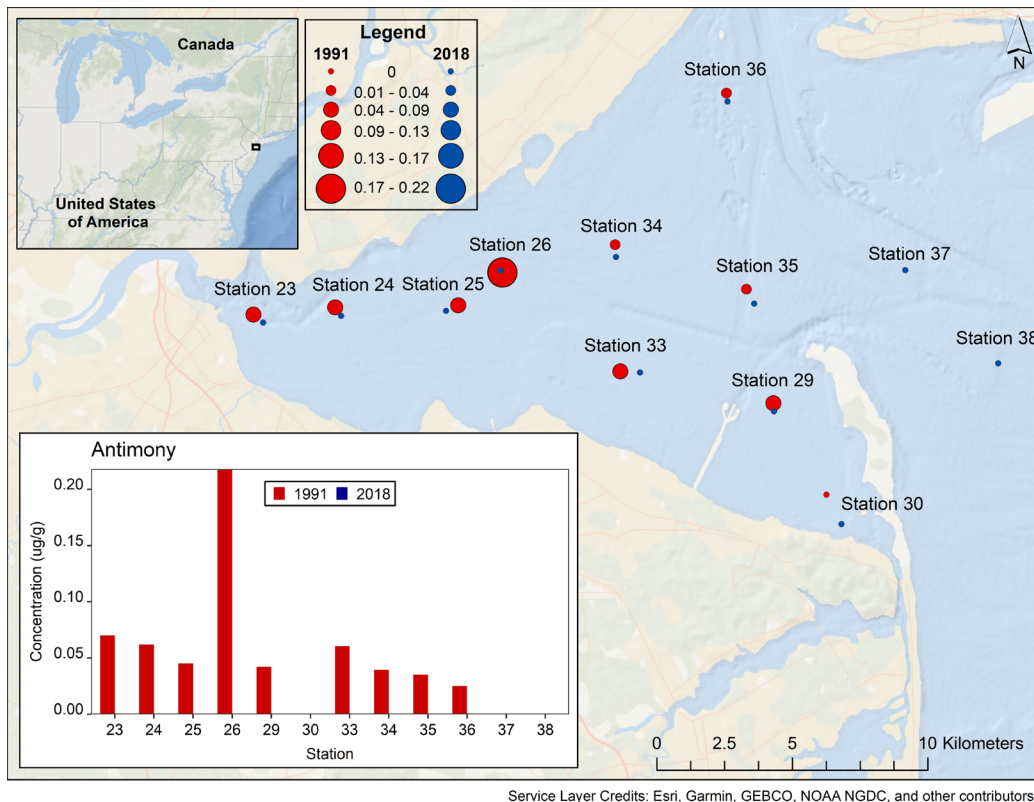 Canada
United States
of America
Legend
1991 2018
0
0.01 - 0.04
0.04 - 0.09
0.09 - 0.13
0.13 - 0.17
0.17 - 0.22
N
Station 36
Station 34
Station 26
Station 37
Station 35
Station 23
Station 24
Station 25
Station 38
Station 33
Station 29
Station 30
Antimony
1991 2018
Concentration (ug/g)
0.20
0.15
0.10
0.05
0.00
23 24 25 26 29 30 33 34 35 36 37 38
Station
0 2.5 5 10 Kilometers
Service Layer Credits: Esri, Garmin, GEBCO, NOAA NGDC, and other contributors